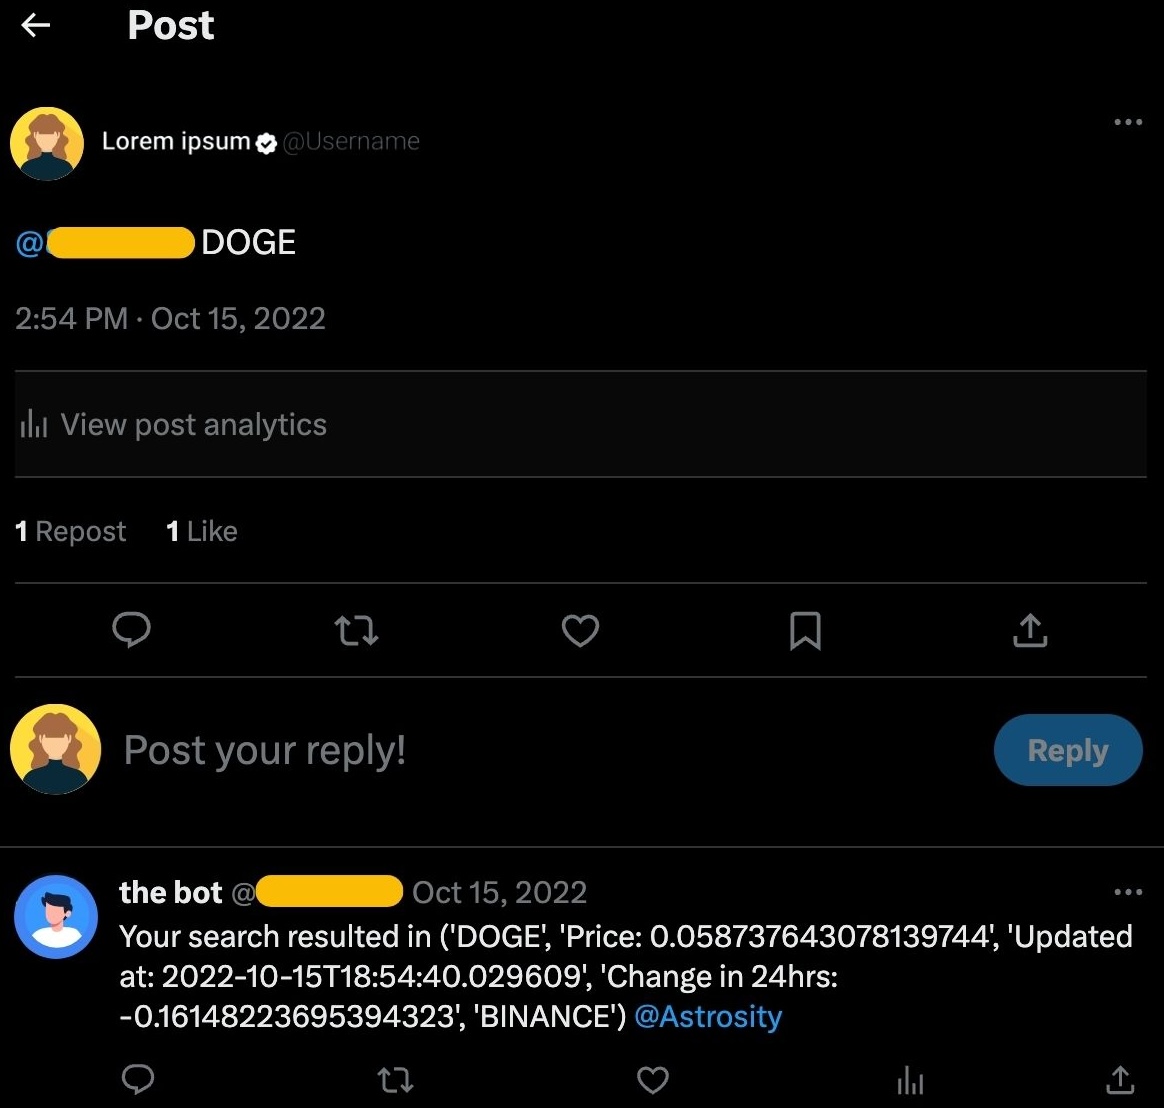 Post
Lorem ipsum @Username
@ DOGE
2:54 PM · Oct 15, 2022
View post analytics
1 Repost 1 Like
Post your reply!
Reply
the bot @ Oct 15, 2022
Your search resulted in ('DOGE', 'Price: 0.058737643078139744', 'Updated
at: 2022-10-15T18:54:40.029609', 'Change in 24hrs:
-0.16148223695394323', 'BINANCE') @Astrosity